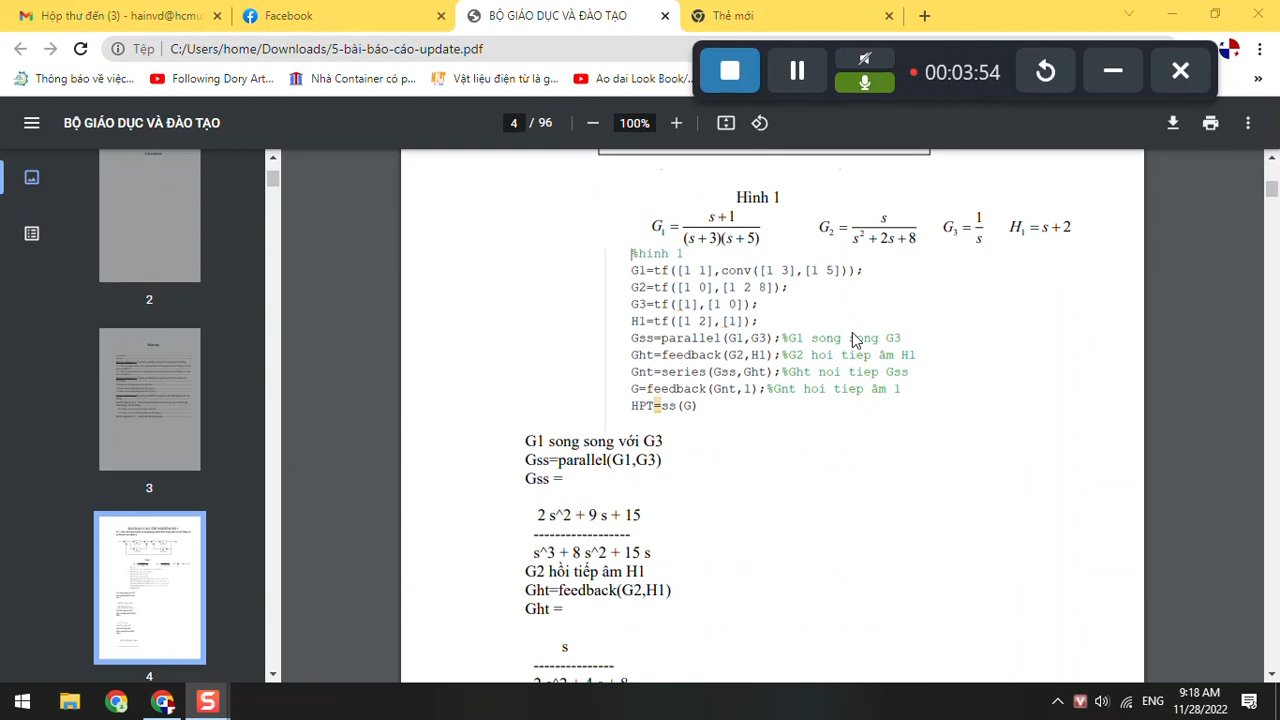 Hộp thư đến (3) - hainvd@hcmu
Facebook
BỘ GIÁO DỤC VÀ ĐÀO TẠO
Thẻ mới
Tệp
C:/Users/home/Downloads/5-bài-báo-cáo-update.pdf
00:03:54
Thông báo về việc...
Following Dory Art...
Nhà Container có p...
Vật liệu điện tử là g...
Ao dai Look Book/
»
BỘ GIÁO DỤC VÀ ĐÀO TẠO
4 / 96
100%
2
3
4
Hình 1
G1 = (s+1)/((s+3)(s+5)) G2 = s/(s²+2s+8) G3 = 1/s H1 = s+2
%hinh 1
G1=tf([1 1],conv([1 3],[1 5]));
G2=tf([1 0],[1 2 8]);
G3=tf([1],[1 0]);
H1=tf([1 2],[1]);
Gss=parallel(G1,G3);%G1 song song G3
Ght=feedback(G2,H1);%G2 hoi tiep âm H1
Gnt=series(Gss,Ght);%Ght noi tiep Gss
G=feedback(Gnt,1);%Gnt hoi tiep âm 1
HPT=ss(G)
G1 song song với G3
Gss=parallel(G1,G3)
Gss =
2 s^2 + 9 s + 15
------------------
s^3 + 8 s^2 + 15 s
G2 hồi tiếp âm H1
Ght=feedback(G2,H1)
Ght =
s
---------------
2 s^2 + 4 s + 8
ENG
9:18 AM
11/28/2022